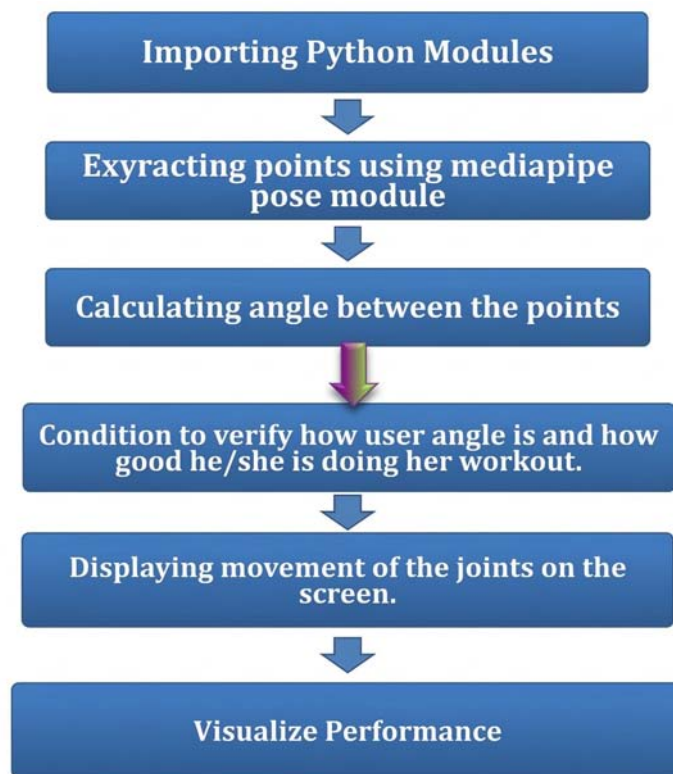 Importing Python Modules
Exyracting points using mediapipe
pose module
Calculating angle between the points
Condition to verify how user angle is and how
good he/she is doing her workout.
Displaying movement of the joints on the
screen.
Visualize Performance